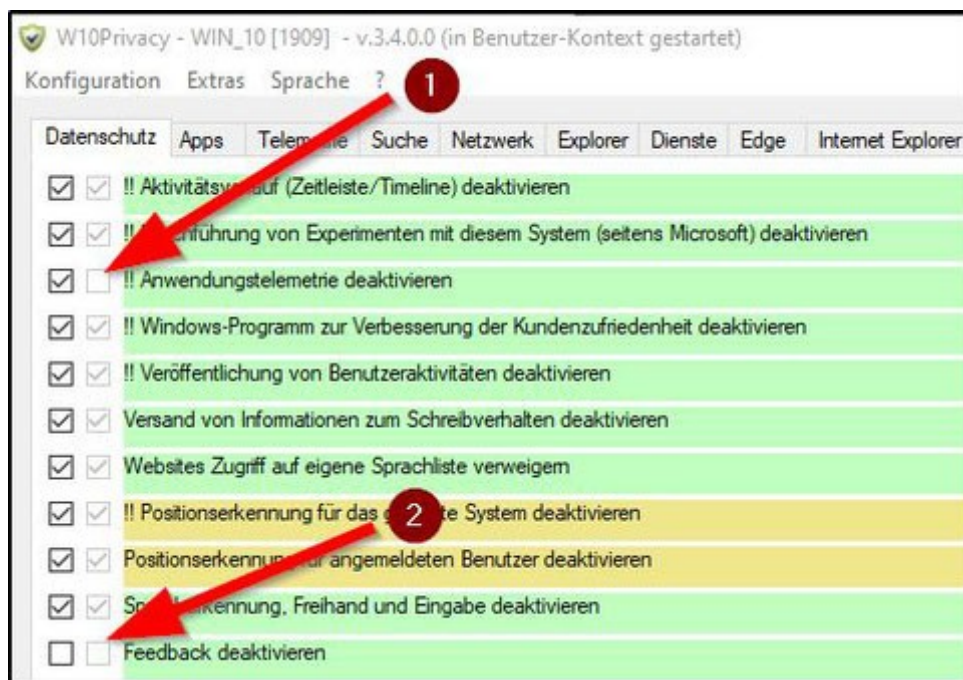 W10Privacy - WIN_10 [1909] - v.3.4.0.0 (in Benutzer-Kontext gestartet)
Konfiguration Extras Sprache ?
1
Datenschutz Apps Suche Netzwerk Explorer Dienste Edge Internet Explorer
!! (Zeitleiste/Timeline) deaktivieren
!! von Experimenten mit diesem System (seitens Microsoft) deaktivieren
!! Anwendungstelemetrie deaktivieren
!! Windows-Programm zur Verbesserung der Kundenzufriedenheit deaktivieren
!! Veröffentlichung von Benutzeraktivitäten deaktivieren
Versand von Informationen zum Schreibverhalten deaktivieren
Websites Zugriff auf eigene Sprachliste verweigern
!! Positionserkennung für das System deaktivieren
2
Positionserkennung für angemeldeten Benutzer deaktivieren
Freihand und Eingabe deaktivieren
Feedback deaktivieren